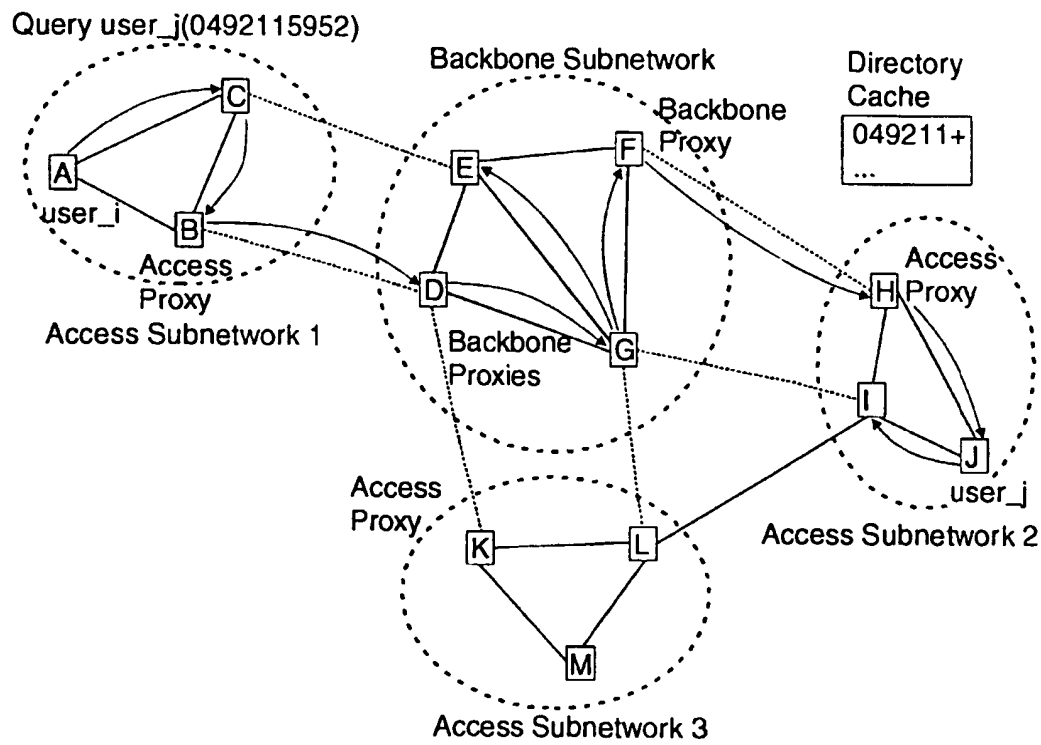 Query user_j(0492115952)
Backbone Subnetwork
Directory
Cache
049211+
...
Backbone
Proxy
C
A
user_i
B
Access
Proxy
Access Subnetwork 1
E
F
D
G
Backbone
Proxies
Access
Proxy
H
I
J
user_j
Access Subnetwork 2
Access
Proxy
K
L
M
Access Subnetwork 3